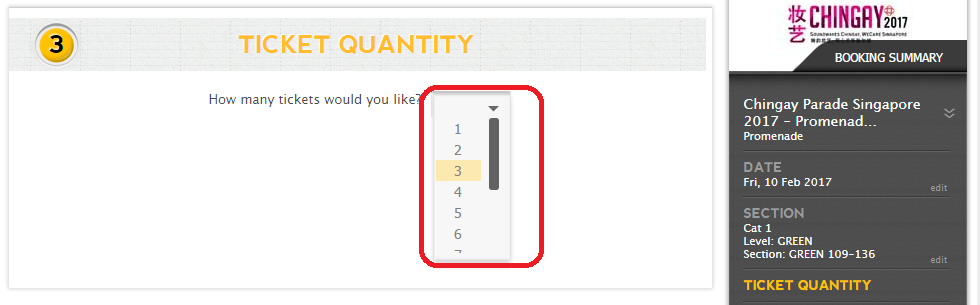 3
TICKET QUANTITY
How many tickets would you like?
1
2
3
4
5
6
妆艺 CHINGAY 2017
SOUNDWAVES CHINGAY, WECARE SINGAPORE
BOOKING SUMMARY
Chingay Parade Singapore
2017 - Promenad...
Promenade
DATE
Fri, 10 Feb 2017
edit
SECTION
Cat 1
Level: GREEN
Section: GREEN 109-136
edit
TICKET QUANTITY